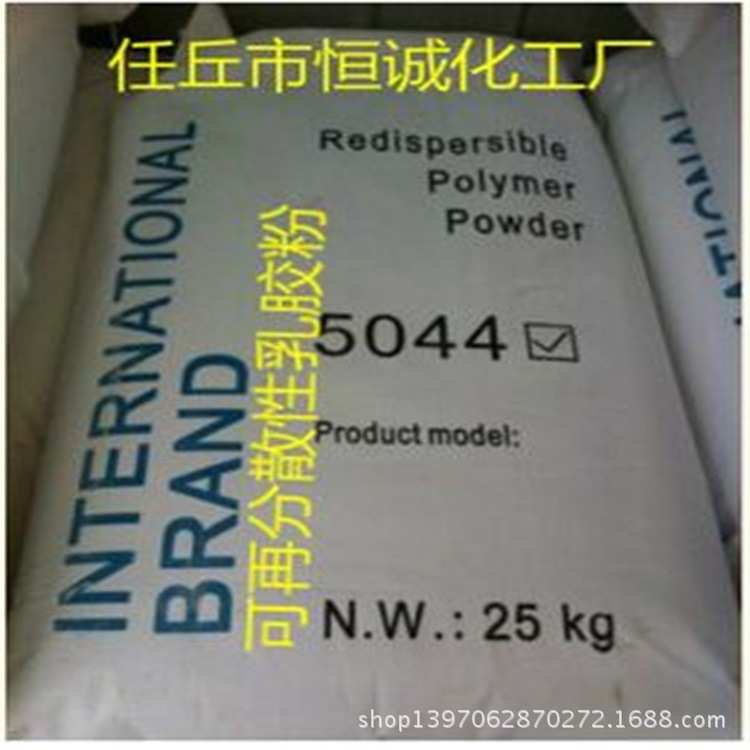 任丘市恒诚化工厂
Redispersible
Polymer
Powder
INTERNATIONAL
BRAND
可再分散性乳胶粉
5044
Product model:
N.W.: 25 kg
shop1397062870272.1688.com